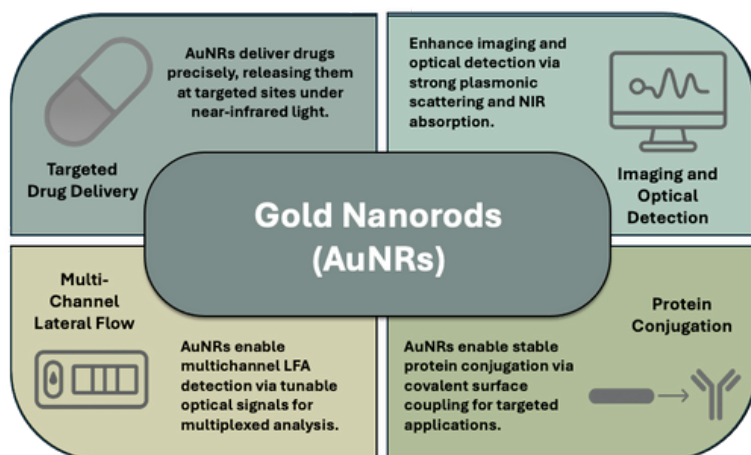 AuNRs deliver drugs
precisely, releasing them
at targeted sites under
near-infrared light.
Targeted
Drug Delivery
Enhance imaging and
optical detection via
strong plasmonic
scattering and NIR
absorption.
Imaging and
Optical
Detection
Gold Nanorods
(AuNRs)
Multi-
Channel
Lateral Flow
AuNRs enable
multichannel LFA
detection via tunable
optical signals for
multiplexed analysis.
Protein
Conjugation
AuNRs enable stable
protein conjugation via
covalent surface
coupling for targeted
applications.